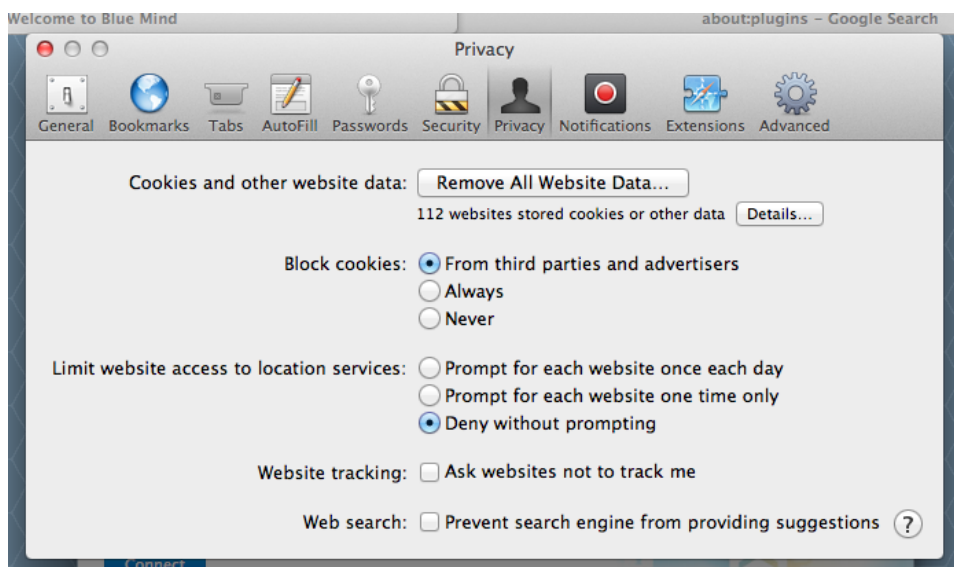 Welcome to Blue Mind
about:plugins – Google Search
Privacy
General Bookmarks Tabs AutoFill Passwords Security Privacy Notifications Extensions Advanced
Cookies and other website data: Remove All Website Data...
112 websites stored cookies or other data Details...
Block cookies: From third parties and advertisers
Always
Never
Limit website access to location services: Prompt for each website once each day
Prompt for each website one time only
Deny without prompting
Website tracking: Ask websites not to track me
Web search: Prevent search engine from providing suggestions ?
Connect